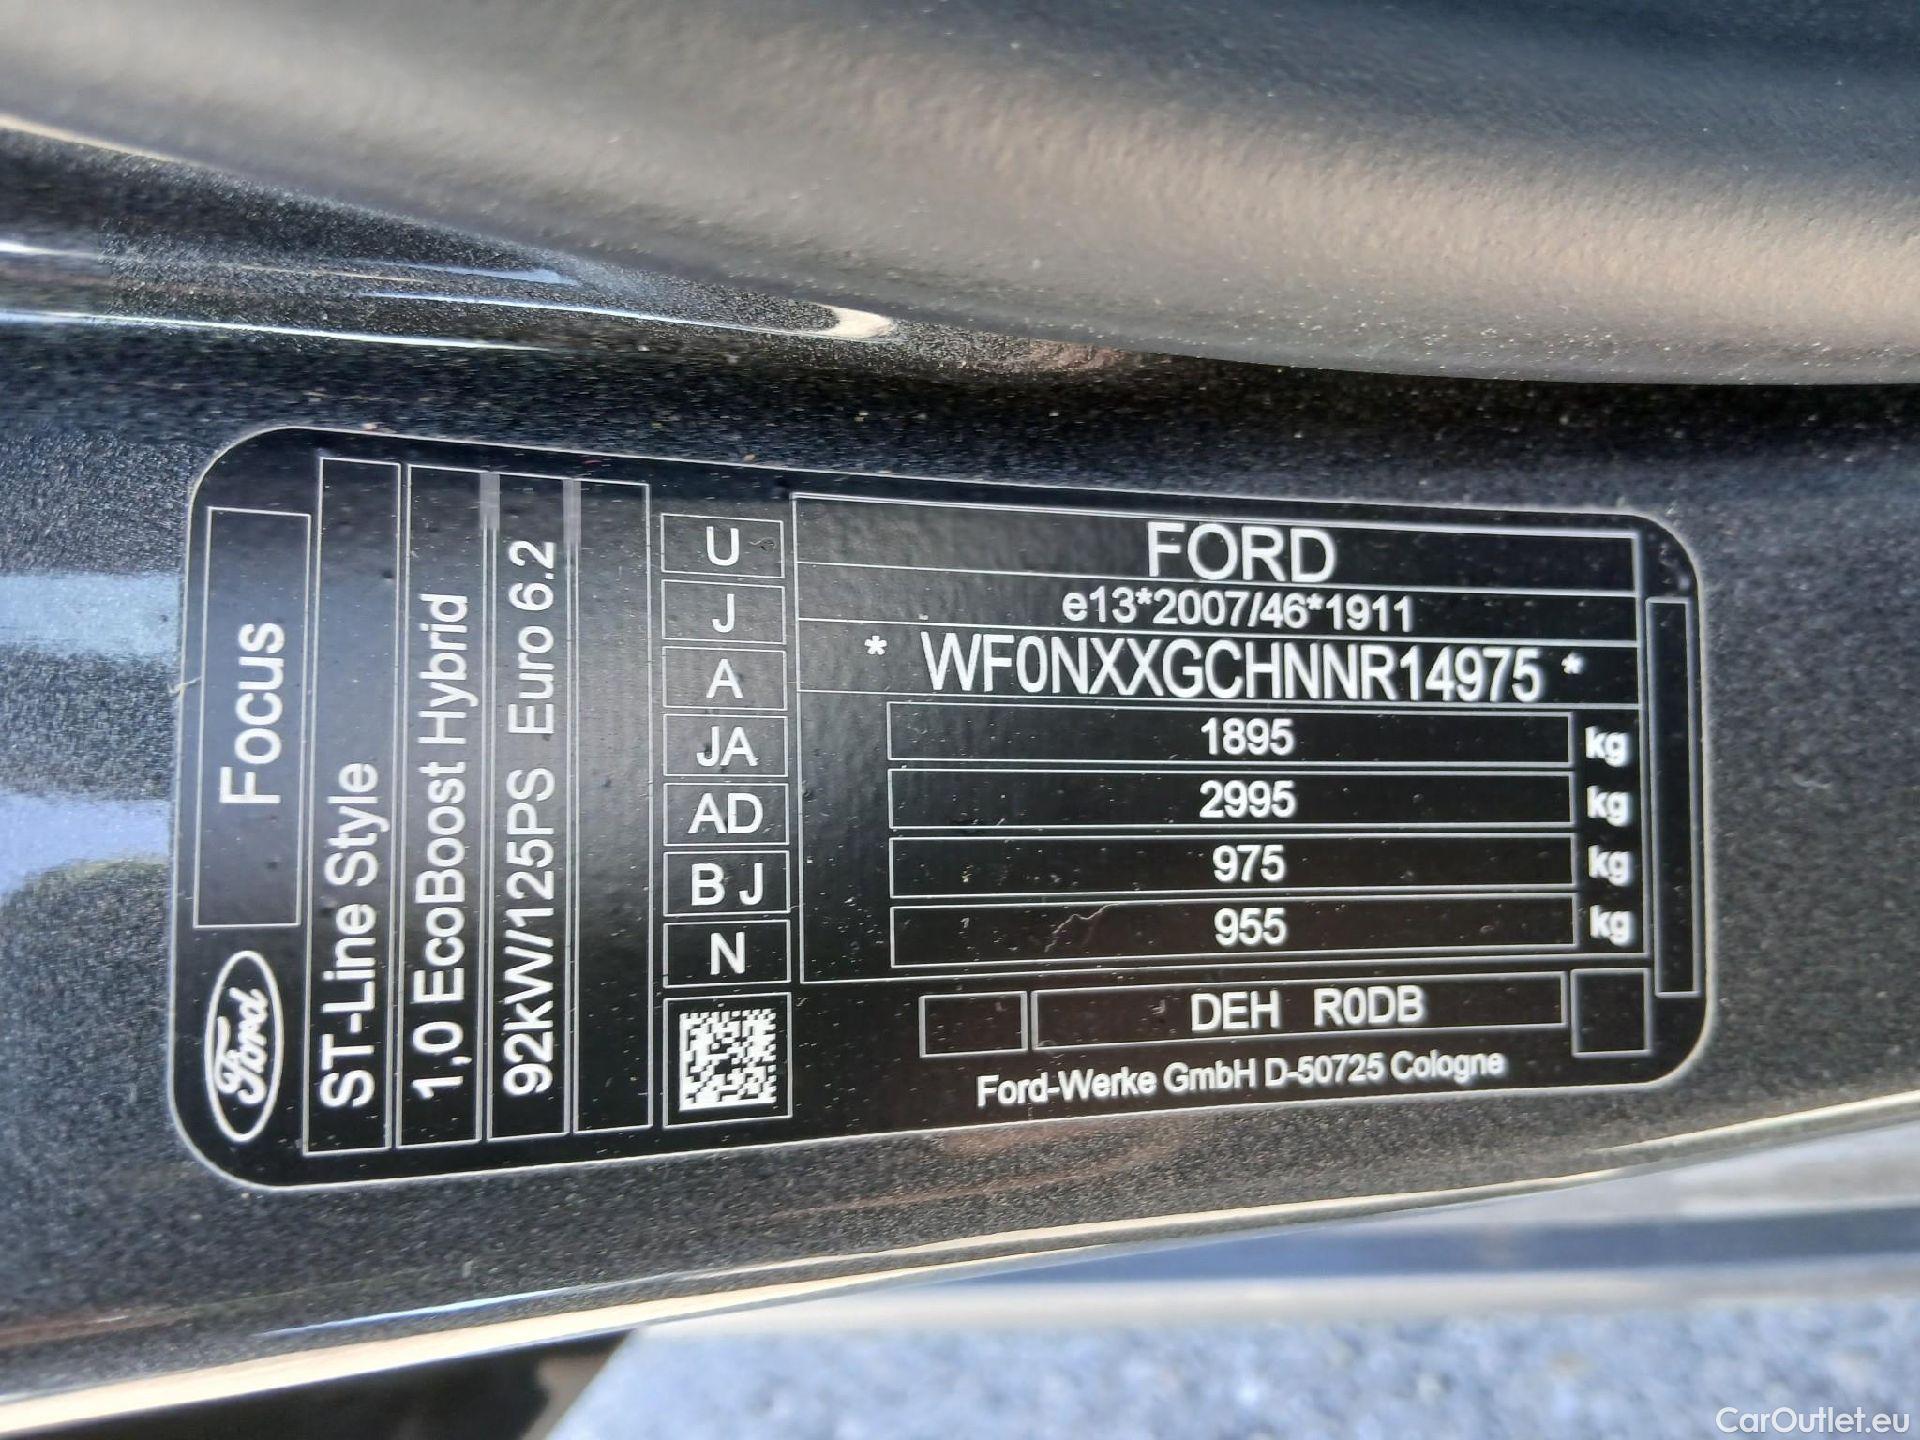 Ford
Focus
ST-Line Style
1,0 EcoBoost Hybrid
92kW/125PS Euro 6.2
U
J
A
JA
AD
B J
N
FORD
e13*2007/46*1911
* WF0NXXGCHNNR14975 *
1895 kg
2995 kg
975 kg
955 kg
DEH R0DB
Ford-Werke GmbH D-50725 Cologne
CarOutlet.eu